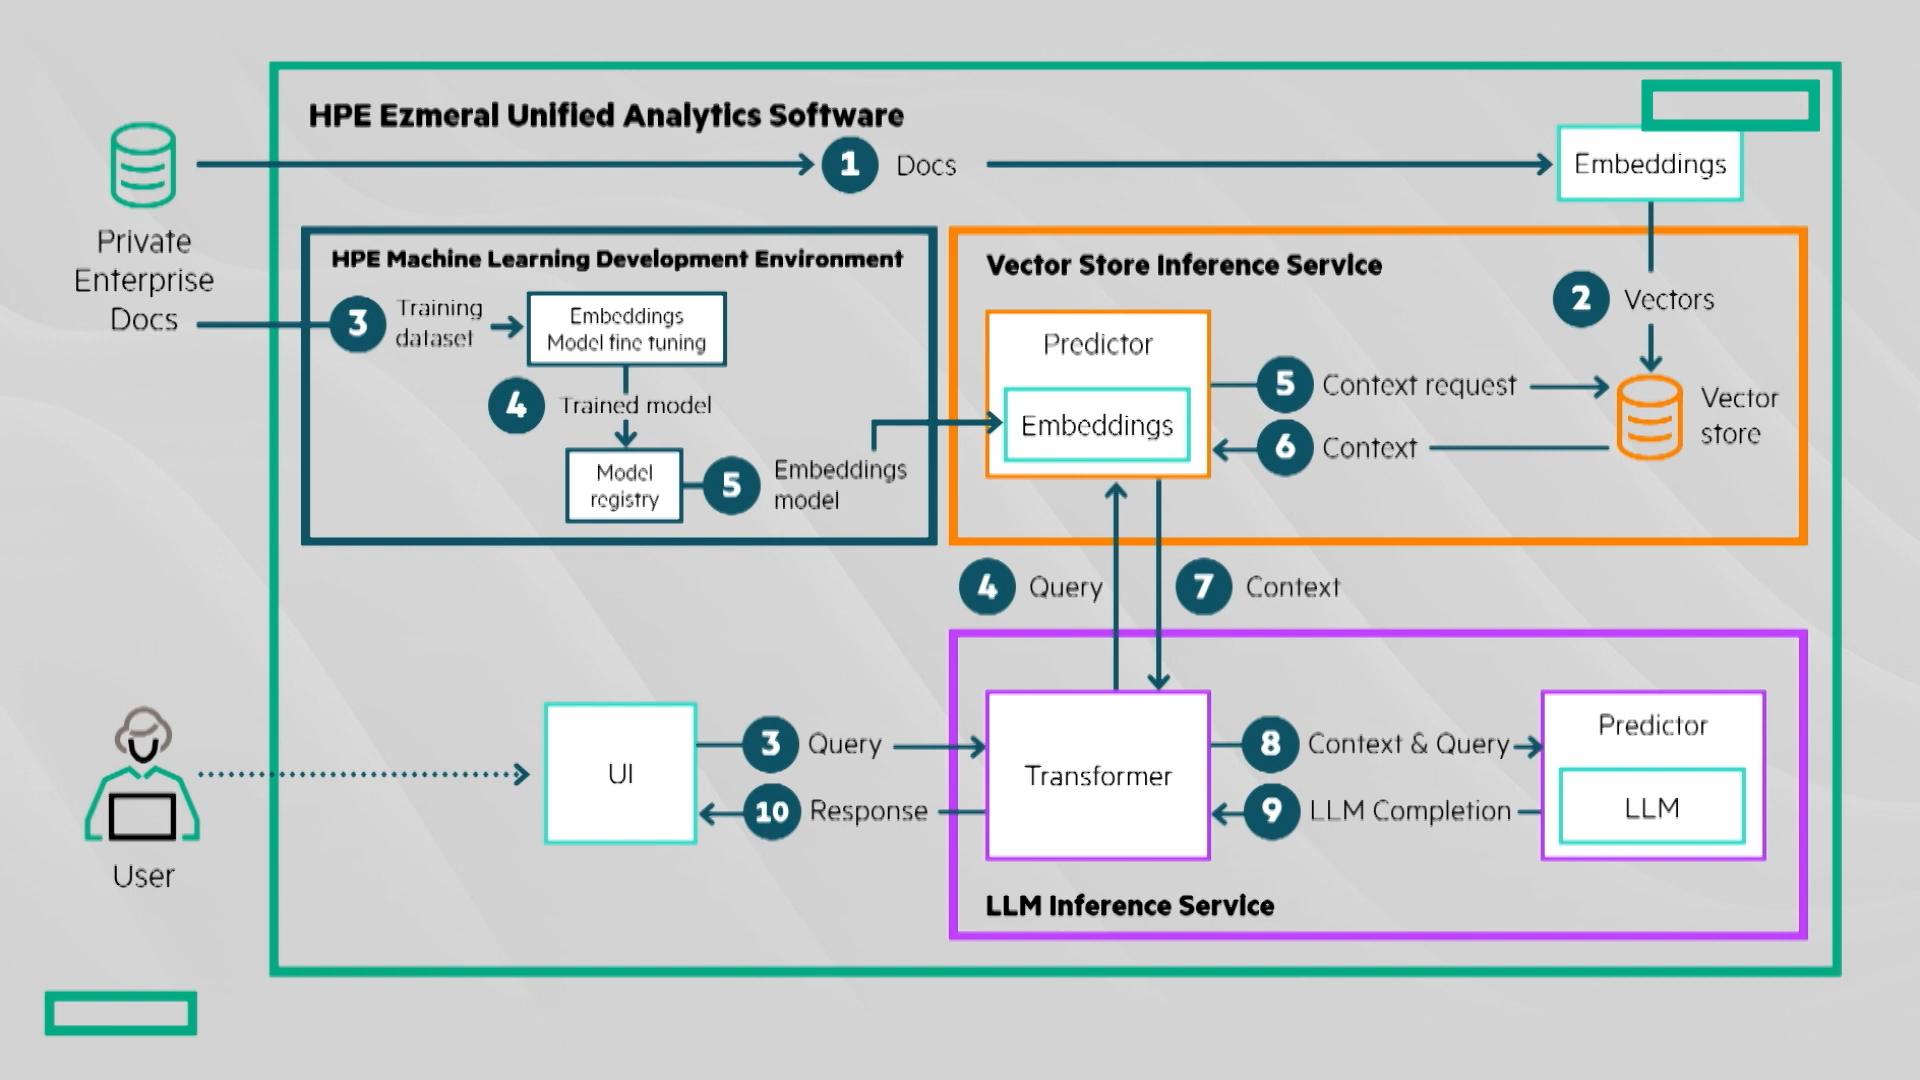 HPE Ezmeral Unified Analytics Software
1 Docs
Embeddings
Private
Enterprise
Docs
HPE Machine Learning Development Environment
3 Training
dataset
Embeddings
Model fine tuning
4 Trained model
Model
registry
5 Embeddings
model
Vector Store Inference Service
2 Vectors
Predictor
Embeddings
5 Context request
6 Context
Vector
store
4 Query
7 Context
User
UI
3 Query
10 Response
Transformer
8 Context & Query
9 LLM Completion
Predictor
LLM
LLM Inference Service